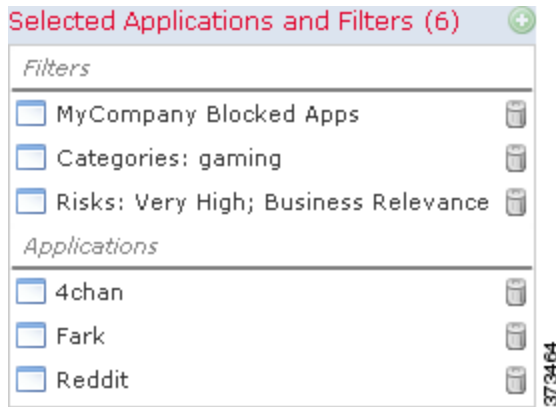 Selected Applications and Filters (6)
Filters
MyCompany Blocked Apps
Categories: gaming
Risks: Very High; Business Relevance
Applications
4chan
Fark
Reddit
373464